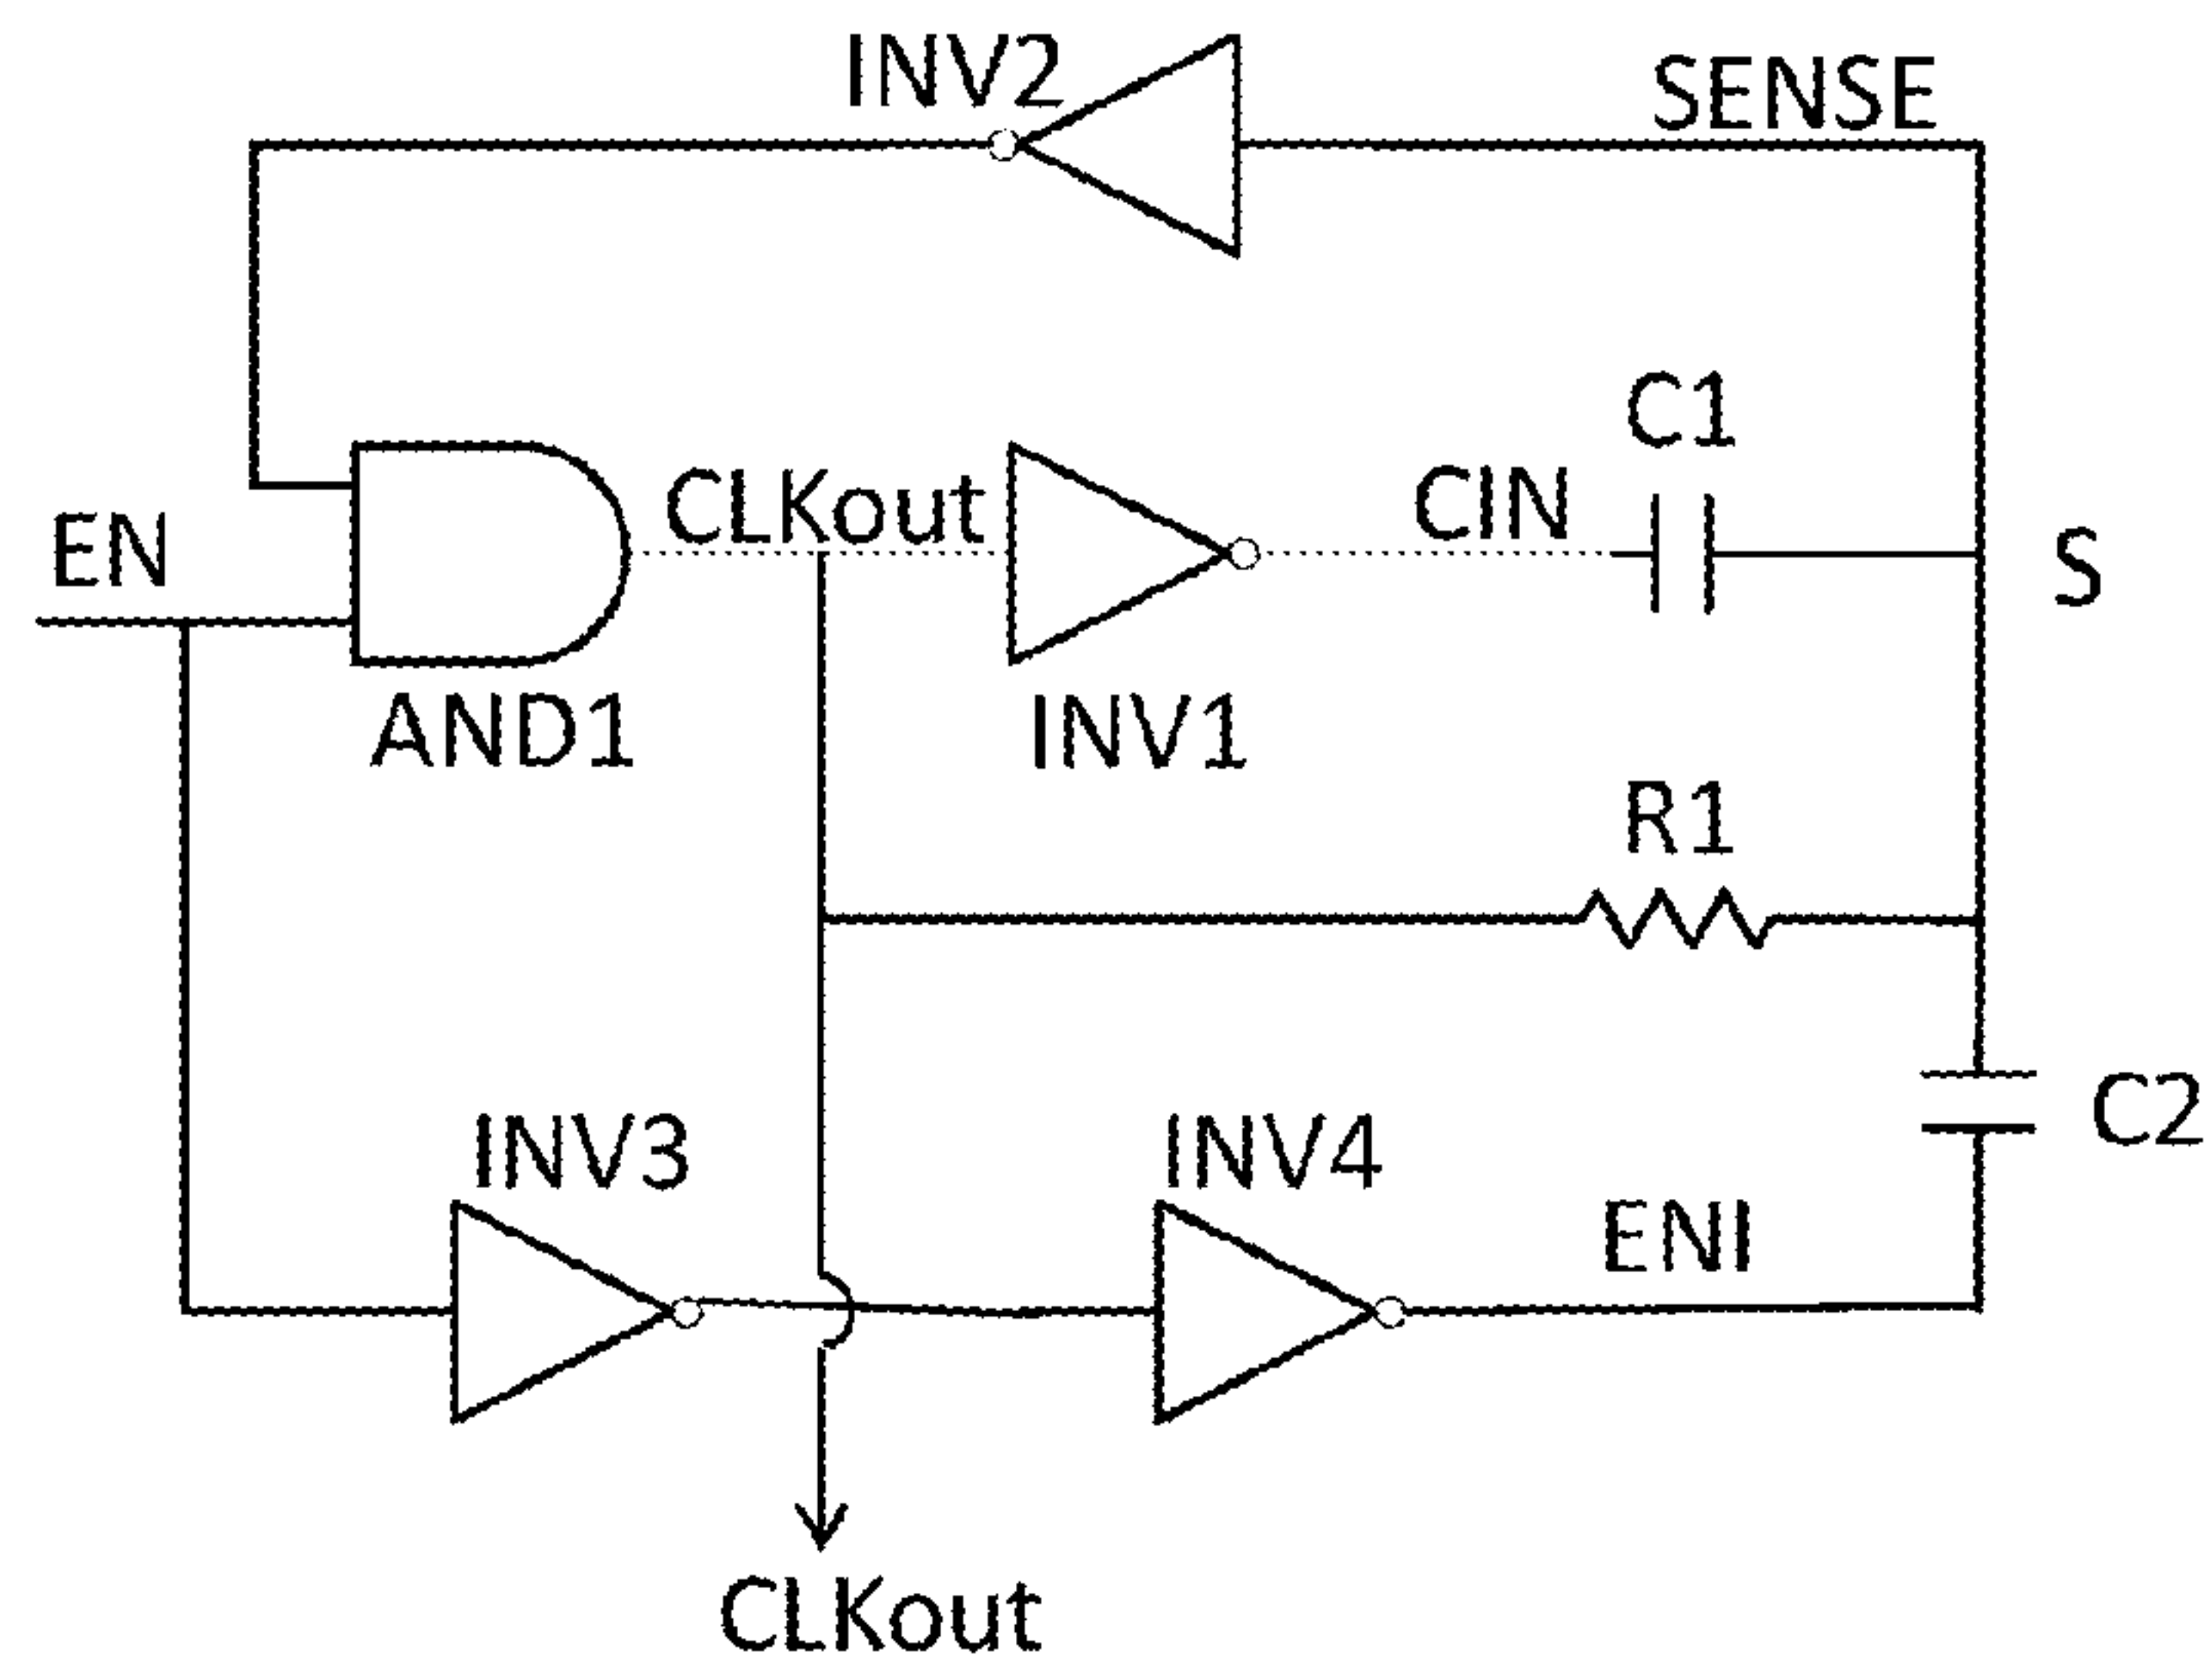 INV2
SENSE
C1
EN
CLKout
CIN
S
AND1
INV1
R1
INV3
INV4
C2
ENI
CLKout